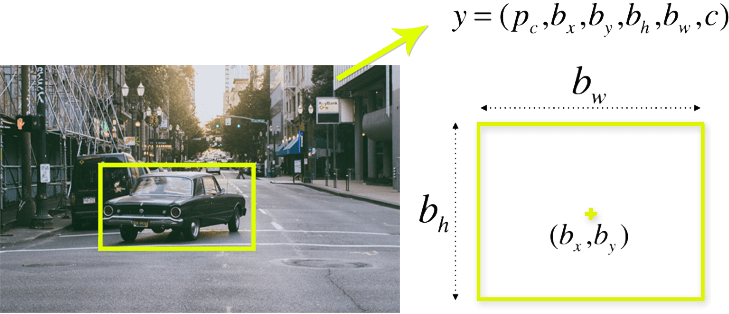 y = (p_c, b_x, b_y, b_h, b_w, c)
b_w
b_h
(b_x, b_y)